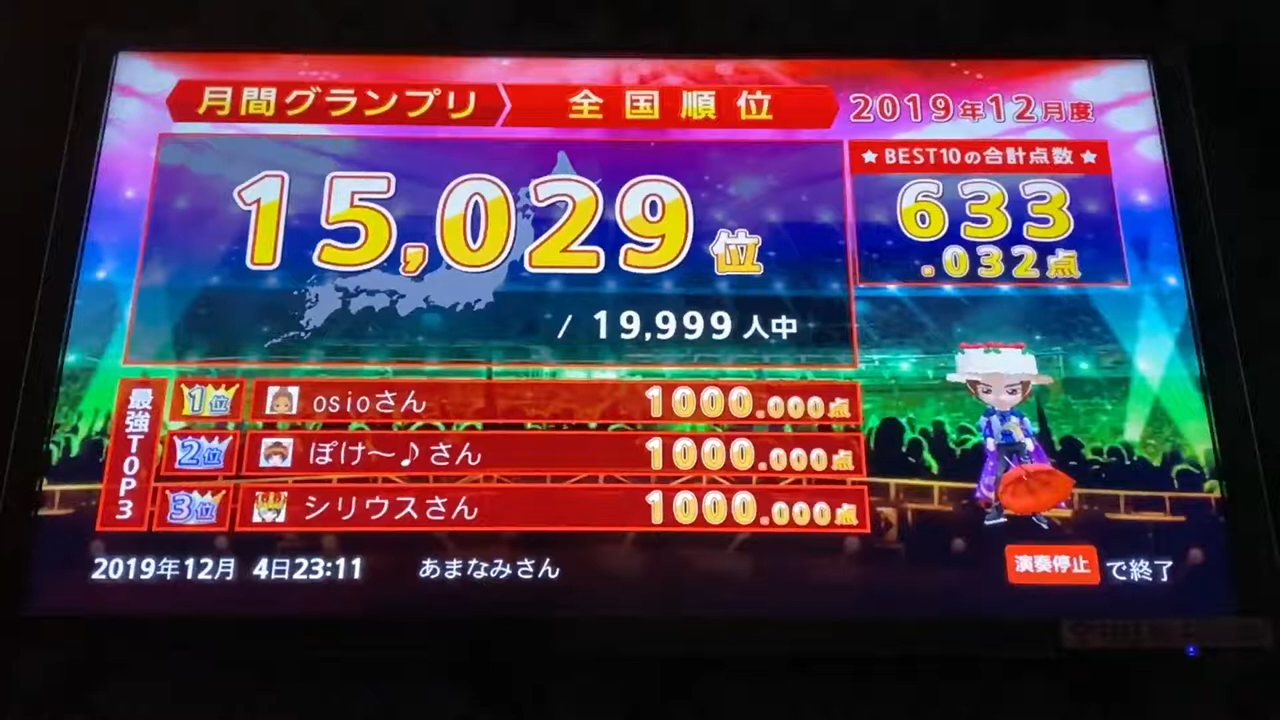 月間グランプリ 全国順位 2019年12月度
15,029位
/ 19,999人中
★ BEST10の合計点数 ★
633
.032点
最強TOP3
1位 osioさん 1000.000点
2位 ぽけ〜♪さん 1000.000点
3位 シリウスさん 1000.000点
2019年12月 4日23:11 あまなみさん
演奏停止 で終了